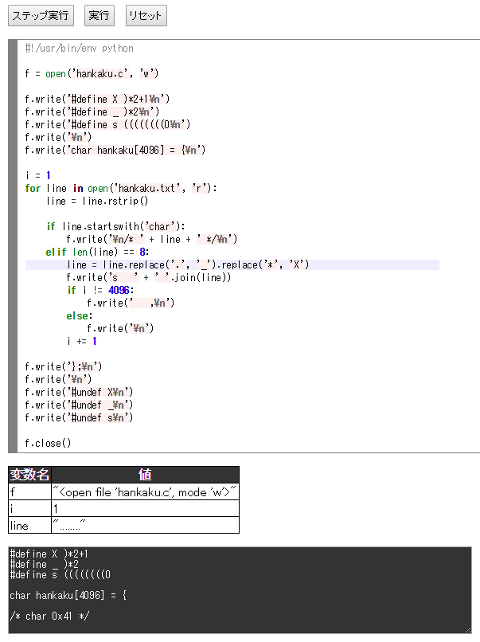 ステップ実行 実行 リセット
#!/usr/bin/env python
f = open('hankaku.c', 'w')
f.write('#define X )*2+1¥n')
f.write('#define _ )*2¥n')
f.write('#define s ((((((((0¥n')
f.write('¥n')
f.write('char hankaku[4096] = {¥n')
i = 1
for line in open('hankaku.txt', 'r'):
line = line.rstrip()
if line.startswith('char'):
f.write('¥n/* ' + line + ' */¥n')
elif len(line) == 8:
line = line.replace('.', '_').replace('*', 'X')
f.write('s   ' + ' '.join(line))
if i != 4096:
f.write('   ,¥n')
else:
f.write('¥n')
i += 1
f.write('};¥n')
f.write('¥n')
f.write('#undef X¥n')
f.write('#undef _¥n')
f.write('#undef s¥n')
f.close()
変数名 値
f "<open file 'hankaku.c', mode 'w'>"
i 1
line "........"
#define X )*2+1
#define _ )*2
#define s ((((((((0
char hankaku[4096] = {
/* char 0x41 */